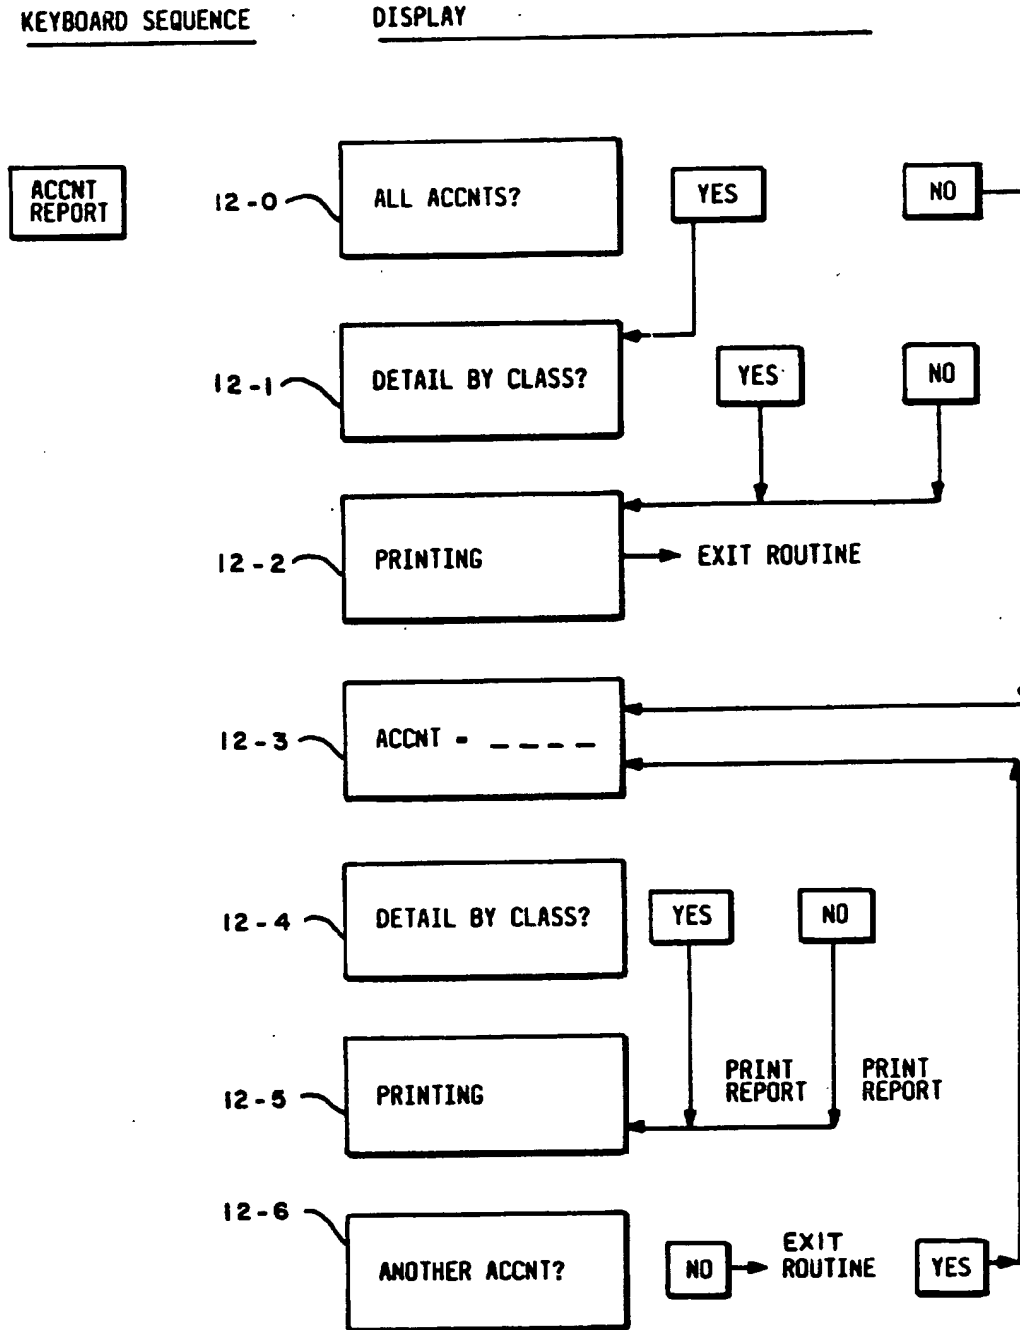 KEYBOARD SEQUENCE
DISPLAY
ACCNT
REPORT
12-0
ALL ACCNTS?
YES
NO
12-1
DETAIL BY CLASS?
YES
NO
12-2
PRINTING
EXIT ROUTINE
12-3
ACCNT - _ _ _ _
12-4
DETAIL BY CLASS?
YES
NO
12-5
PRINTING
PRINT
REPORT
PRINT
REPORT
12-6
ANOTHER ACCNT?
NO
EXIT
ROUTINE
YES